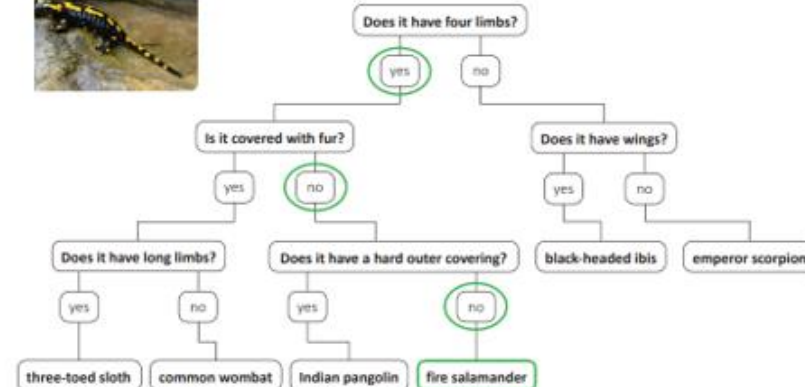 Does it have four limbs?
yes
no
Is it covered with fur?
Does it have wings?
yes
no
yes
no
Does it have long limbs?
Does it have a hard outer covering?
black-headed ibis
emperor scorpion
yes
no
yes
no
three-toed sloth
common wombat
Indian pangolin
fire salamander